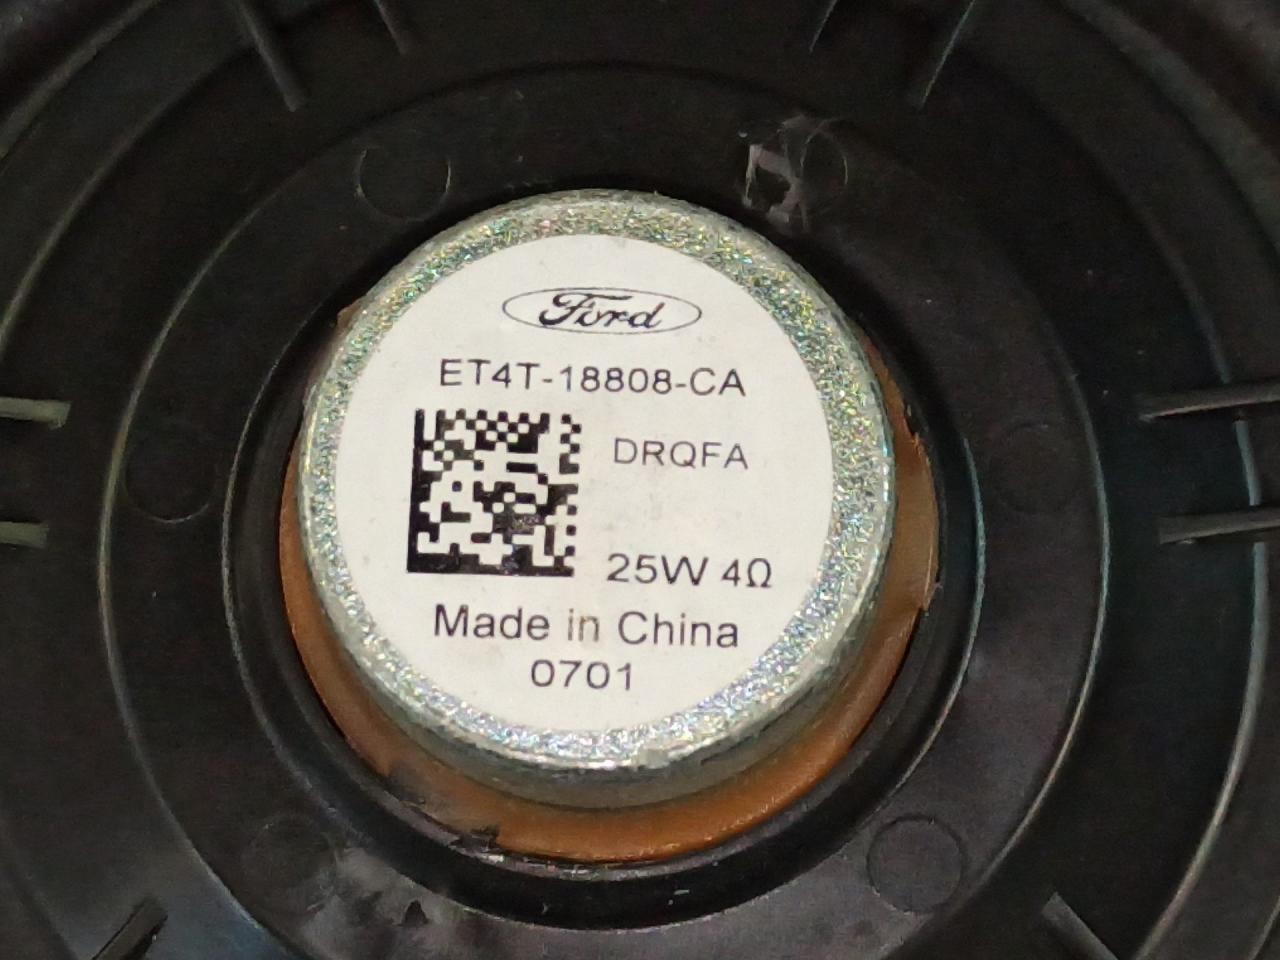 Ford
ET4T-18808-CA
DRQFA
25W 4Ω
Made in China
0701